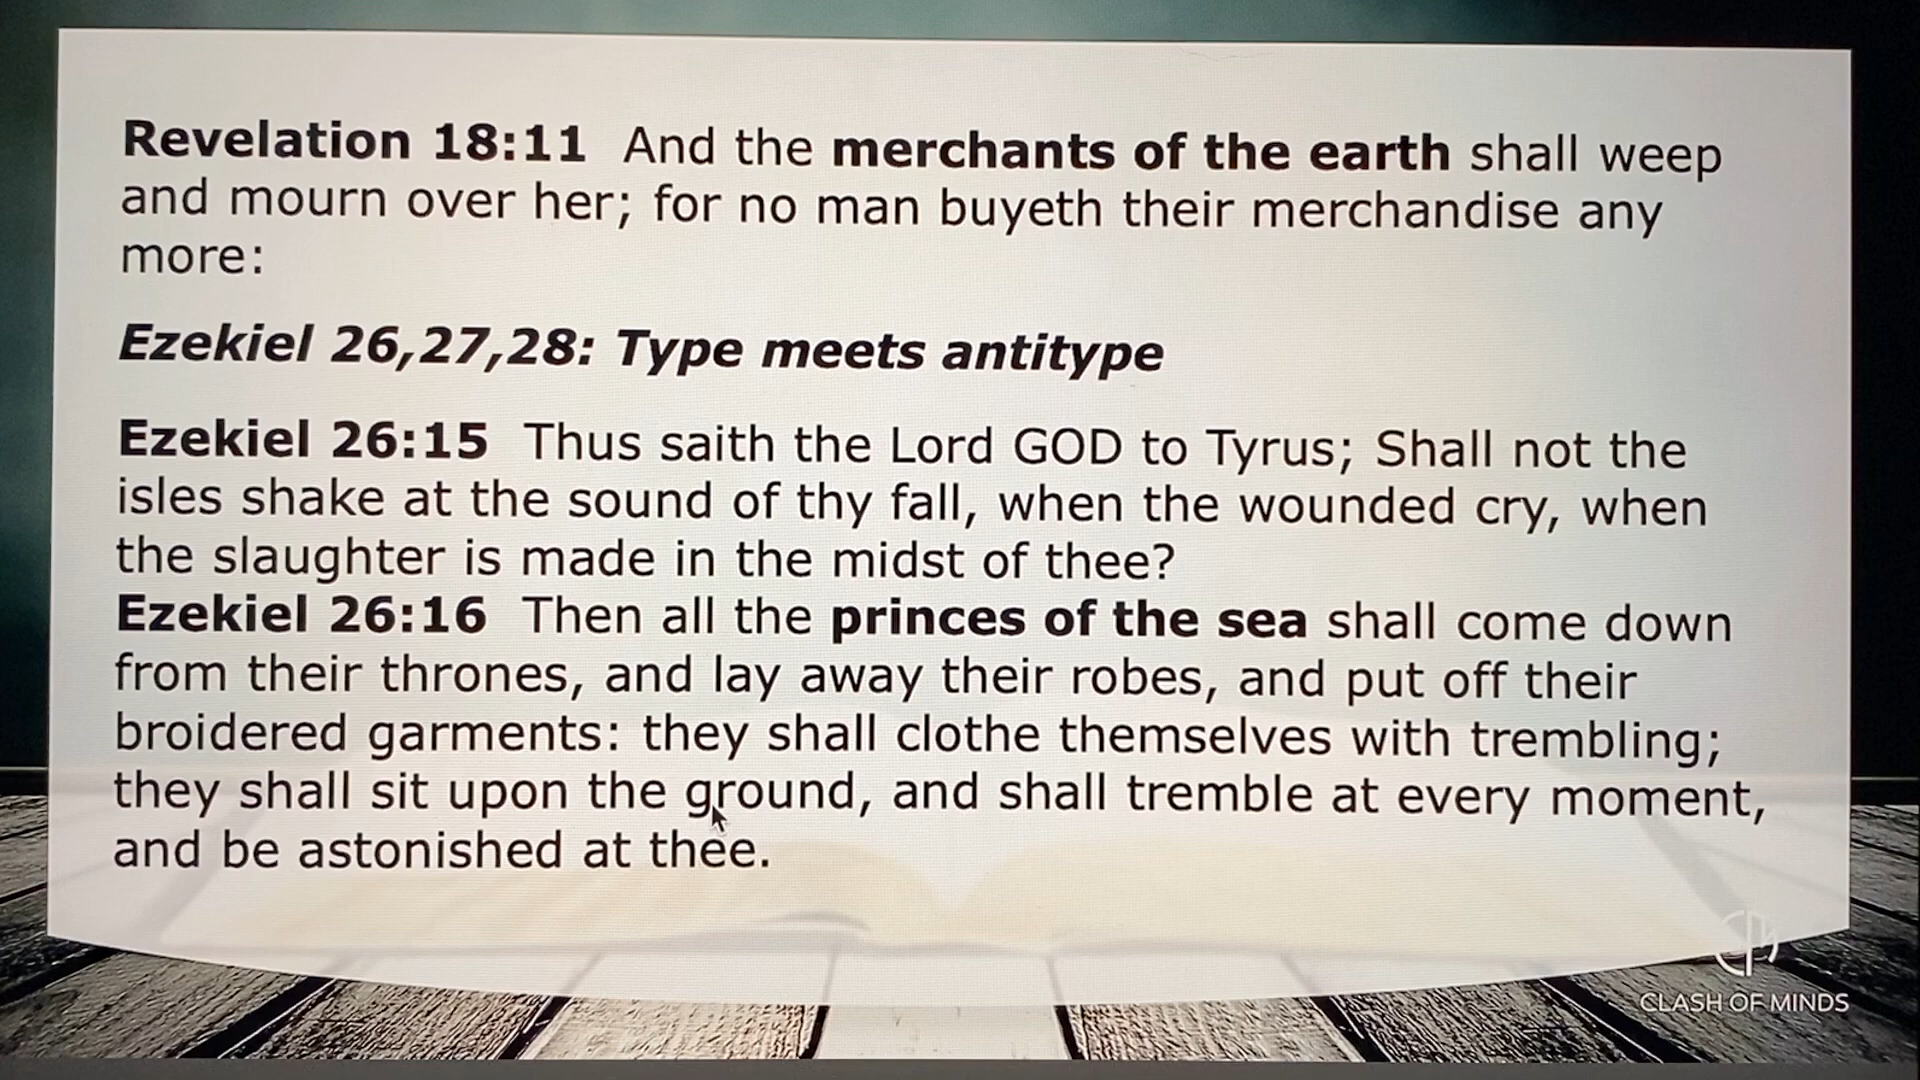 Revelation 18:11 And the merchants of the earth shall weep
and mourn over her; for no man buyeth their merchandise any
more:
Ezekiel 26,27,28: Type meets antitype
Ezekiel 26:15 Thus saith the Lord GOD to Tyrus; Shall not the
isles shake at the sound of thy fall, when the wounded cry, when
the slaughter is made in the midst of thee?
Ezekiel 26:16 Then all the princes of the sea shall come down
from their thrones, and lay away their robes, and put off their
broidered garments: they shall clothe themselves with trembling;
they shall sit upon the ground, and shall tremble at every moment,
and be astonished at thee.
CLASH OF MINDS